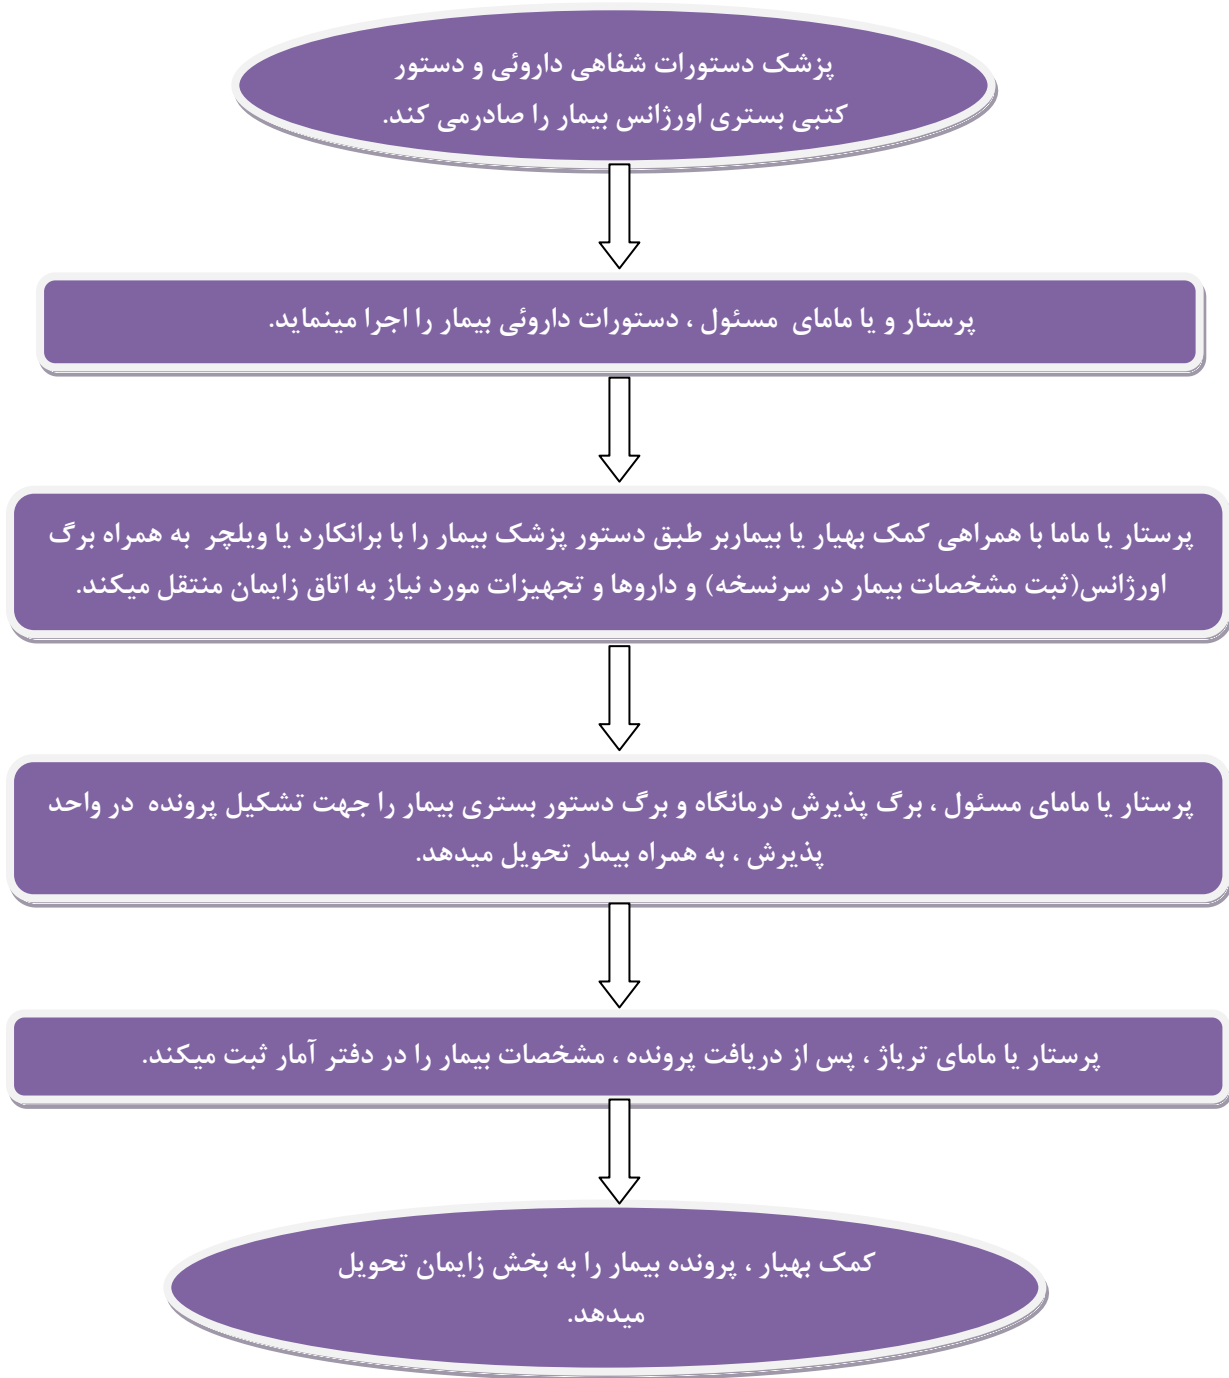 پزشک دستورات شفاهی داروئی و دستور
کتبی بستری اورژانس بیمار را صادرمی کند.
پرستار و یا مامای مسئول ، دستورات داروئی بیمار را اجرا مینماید.
پرستار یا ماما با همراهی کمک بهیار یا بیماربر طبق دستور پزشک بیمار را با برانکارد یا ویلچر به همراه برگ
اورژانس(ثبت مشخصات بیمار در سرنسخه) و داروها و تجهیزات مورد نیاز به اتاق زایمان منتقل میکند.
پرستار یا مامای مسئول ، برگ پذیرش درمانگاه و برگ دستور بستری بیمار را جهت تشکیل پرونده در واحد
پذیرش ، به همراه بیمار تحویل میدهد.
پرستار یا مامای تریاژ ، پس از دریافت پرونده ، مشخصات بیمار را در دفتر آمار ثبت میکند.
کمک بهیار ، پرونده بیمار را به بخش زایمان تحویل
میدهد.